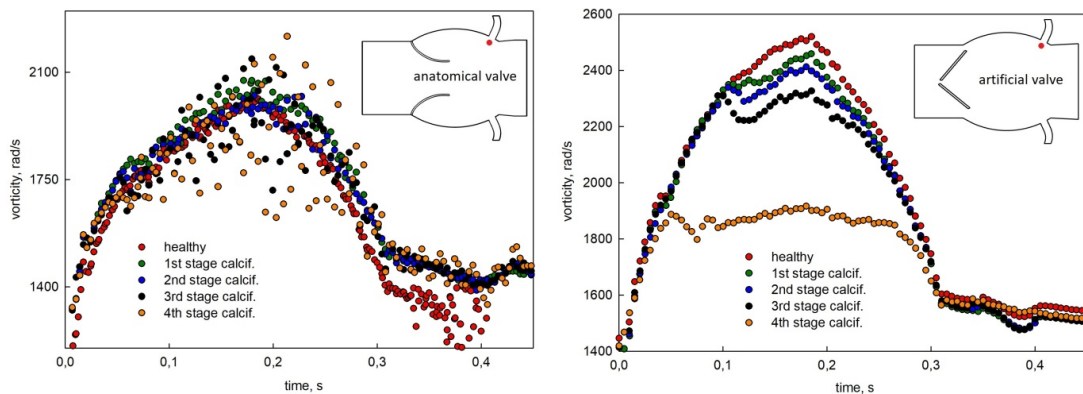 2100
1750
1400
vorticity, rad/s
anatomical valve
healthy
1st stage calcif.
2nd stage calcif.
3rd stage calcif.
4th stage calcif.
0,0 0,1 0,2 0,3 0,4
time, s
2600
2400
2200
2000
1800
1600
1400
vorticity, rad/s
artificial valve
healthy
1st stage calcif.
2nd stage calcif.
3rd stage calcif.
4th stage calcif.
0,0 0,1 0,2 0,3 0,4
time, s